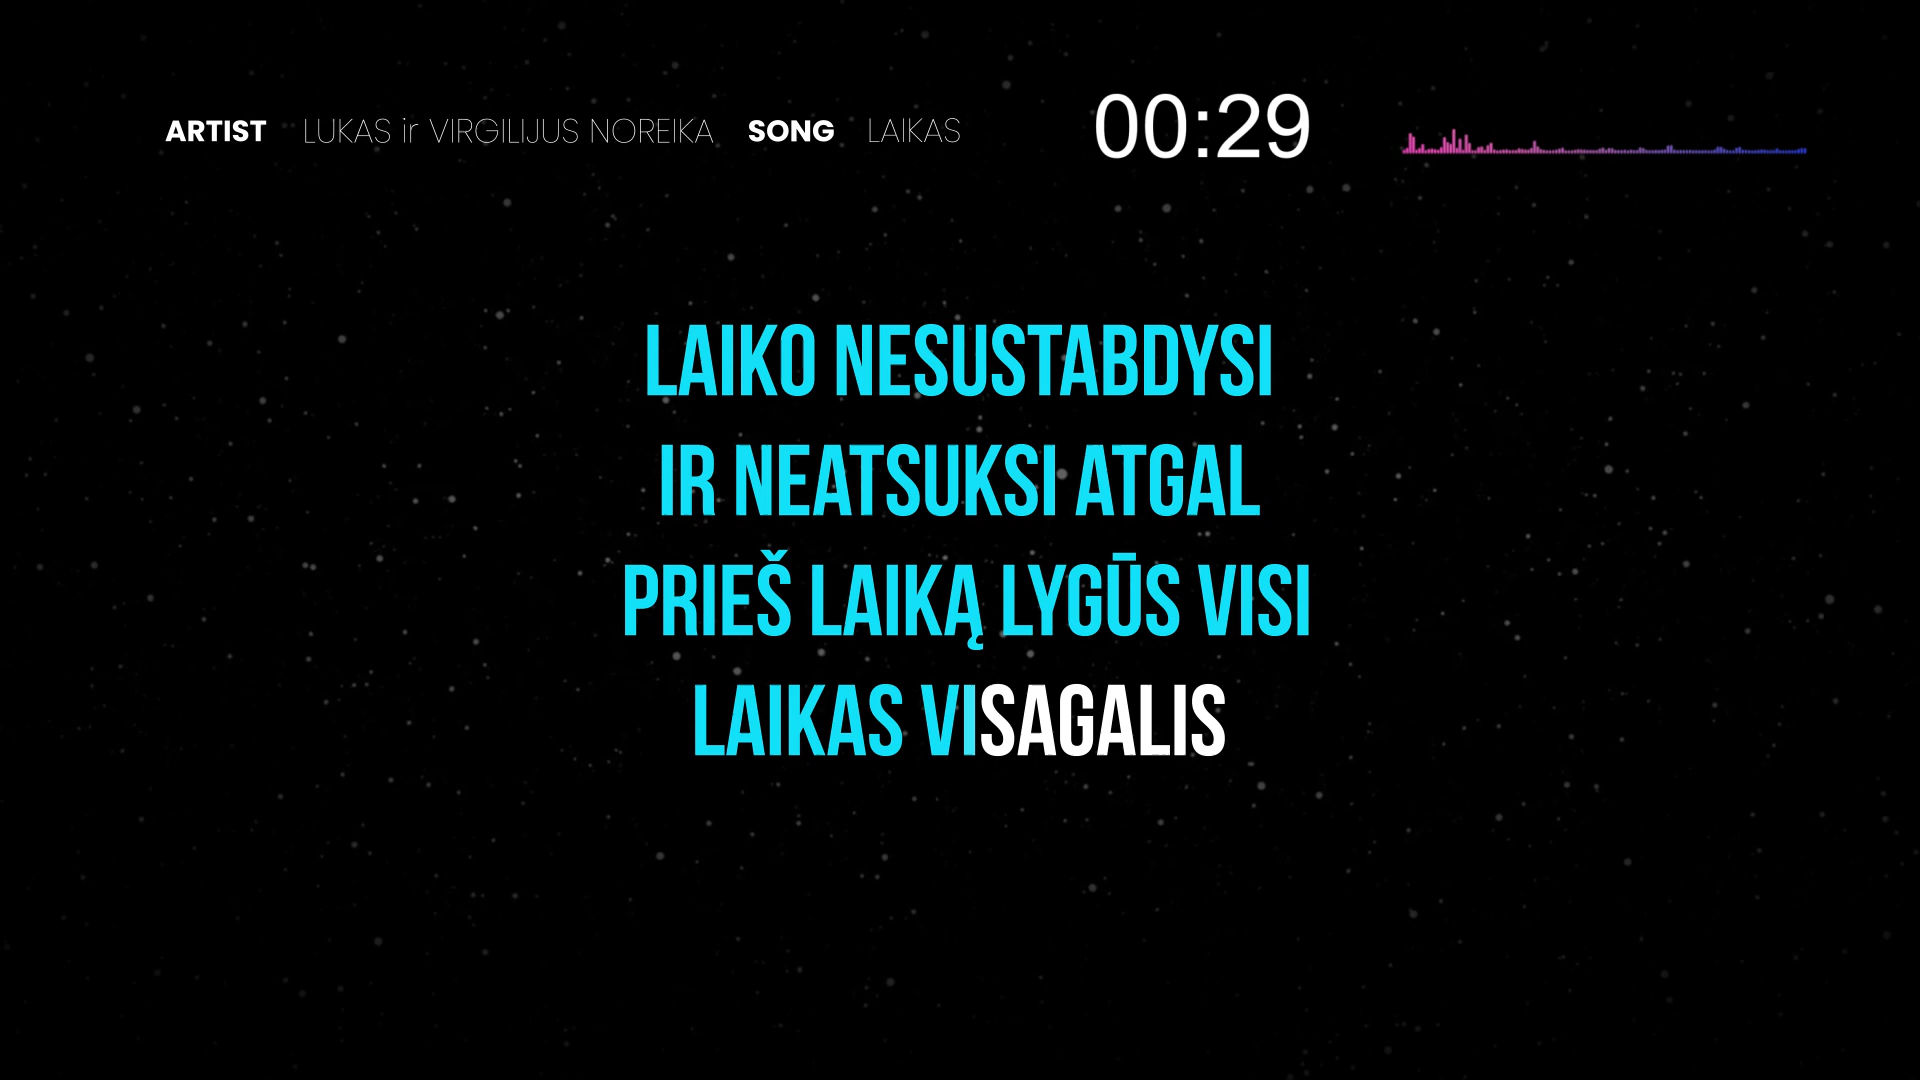 ARTIST LUKAS ir VIRGILIJUS NOREIKA SONG LAIKAS 00:29
LAIKO NESUSTABDYSI
IR NEATSUKSI ATGAL
PRIEŠ LAIKĄ LYGŪS VISI
LAIKAS VISAGALIS